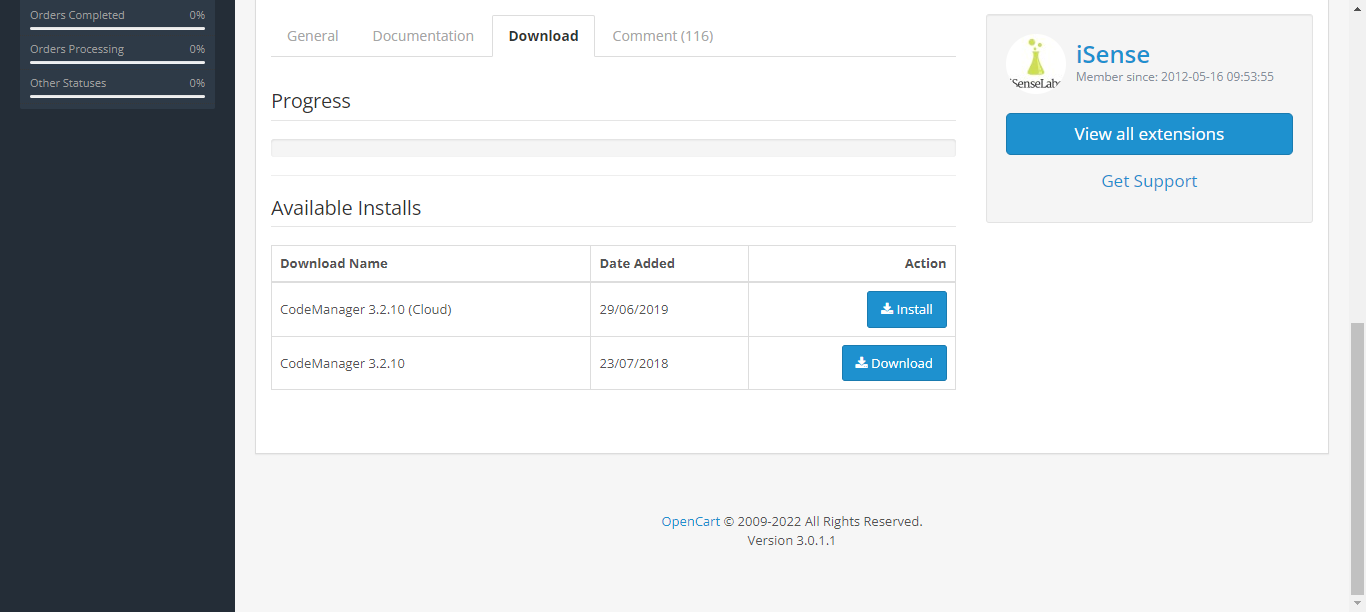 Orders Completed 0%
Orders Processing 0%
Other Statuses 0%
General Documentation Download Comment (116)
Progress
Available Installs
Download Name Date Added Action
CodeManager 3.2.10 (Cloud) 29/06/2019 Install
CodeManager 3.2.10 23/07/2018 Download
iSenseLab
iSense
Member since: 2012-05-16 09:53:55
View all extensions
Get Support
OpenCart © 2009-2022 All Rights Reserved.
Version 3.0.1.1